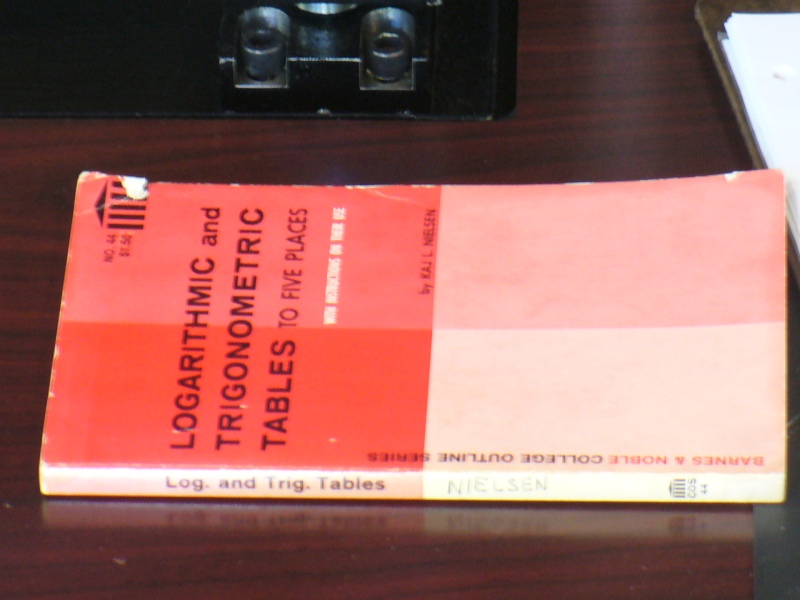 NO. 44
$1.50
LOGARITHMIC and
TRIGONOMETRIC
TABLES TO FIVE PLACES
WITH INSTRUCTIONS ON THEIR USE
by KAJ L. NIELSEN
BARNES & NOBLE COLLEGE OUTLINE SERIES
Log. and Trig. Tables
NIELSEN
COS
44